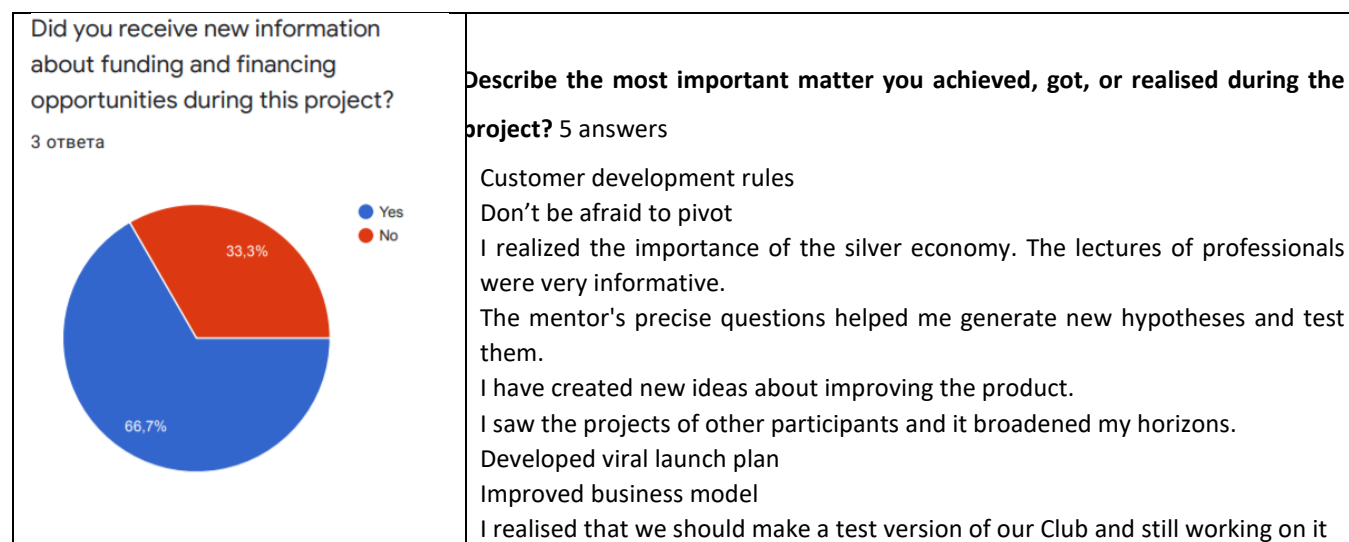 Did you receive new information
about funding and financing
opportunities during this project?
3 ответа
Yes
No
33,3%
66,7%
Describe the most important matter you achieved, got, or realised during the
project? 5 answers
Customer development rules
Don’t be afraid to pivot
I realized the importance of the silver economy. The lectures of professionals
were very informative.
The mentor's precise questions helped me generate new hypotheses and test
them.
I have created new ideas about improving the product.
I saw the projects of other participants and it broadened my horizons.
Developed viral launch plan
Improved business model
I realised that we should make a test version of our Club and still working on it